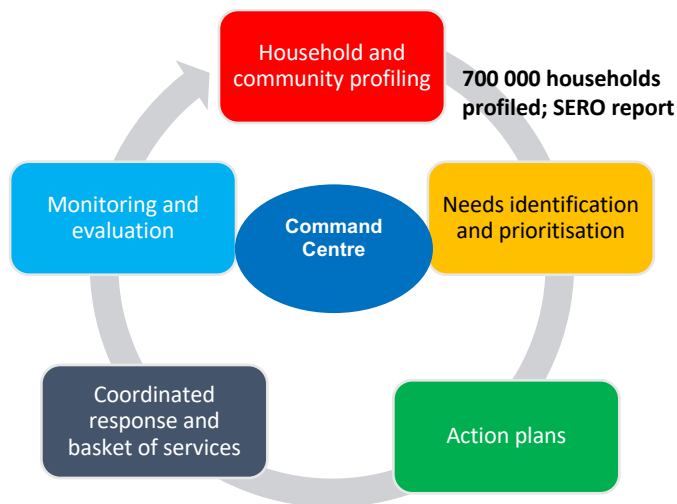 Household and
community profiling
700 000 households
profiled; SERO report
Monitoring and
evaluation
Command
Centre
Needs identification
and prioritisation
Coordinated
response and
basket of services
Action plans